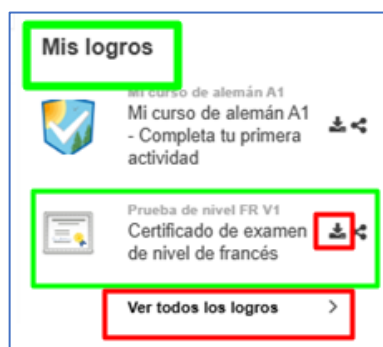 Mis logros
Mi curso de alemán A1
Mi curso de alemán A1
- Completa tu primera
actividad
Prueba de nivel FR V1
Certificado de examen
de nivel de francés
Ver todos los logros